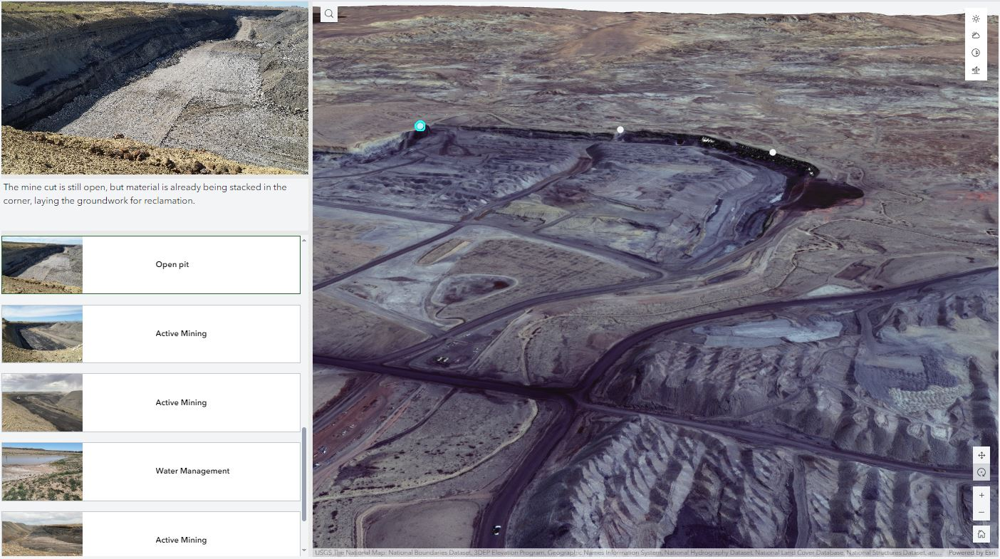 The mine cut is still open, but material is already being stacked in the
corner, laying the groundwork for reclamation.
Open pit
Active Mining
Active Mining
Water Management
Active Mining
USGS The National Map: National Boundaries Dataset, 3DEP Elevation Program, Geographic Names Information System, National Hydrography Dataset, National Land Cover Database, National Structures Dataset, an... Powered by Esri